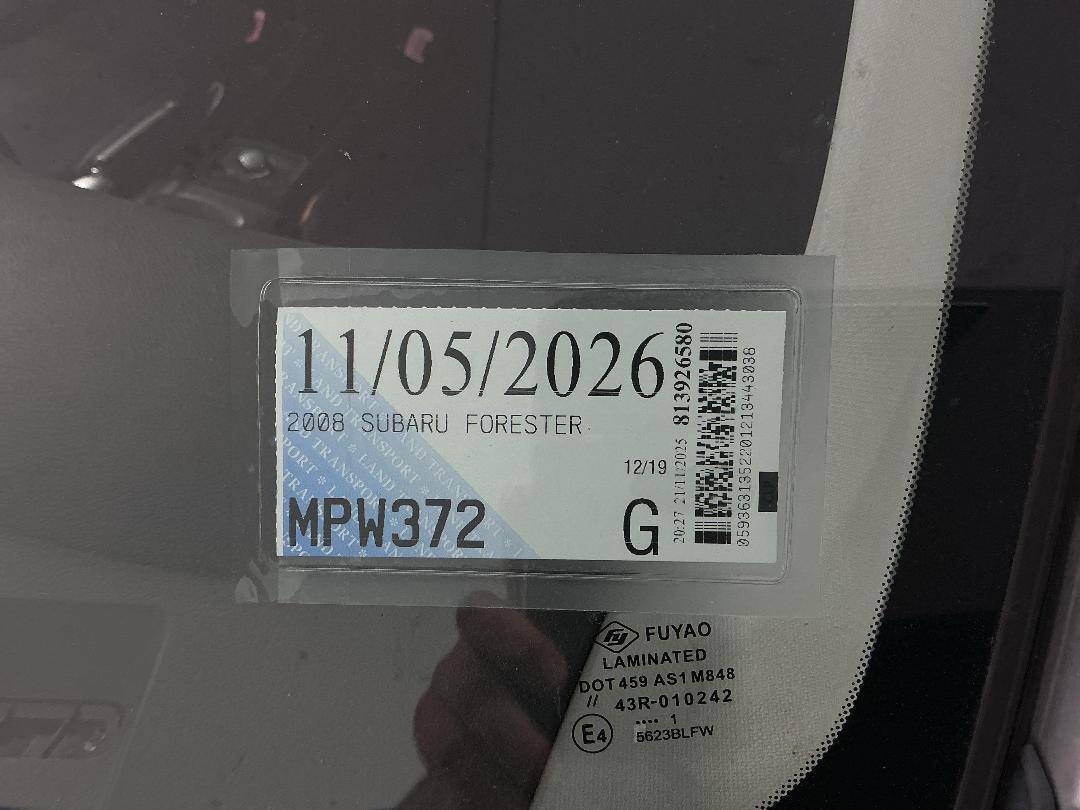 11/05/2026
2008 SUBARU FORESTER
12/19
MPW372
G
20:27 21/11/2025 813926580
0593631352201213443038
FUYAO
LAMINATED
DOT 459 AS1 M848
// 43R-010242
.... 1
E4
5623BLFW